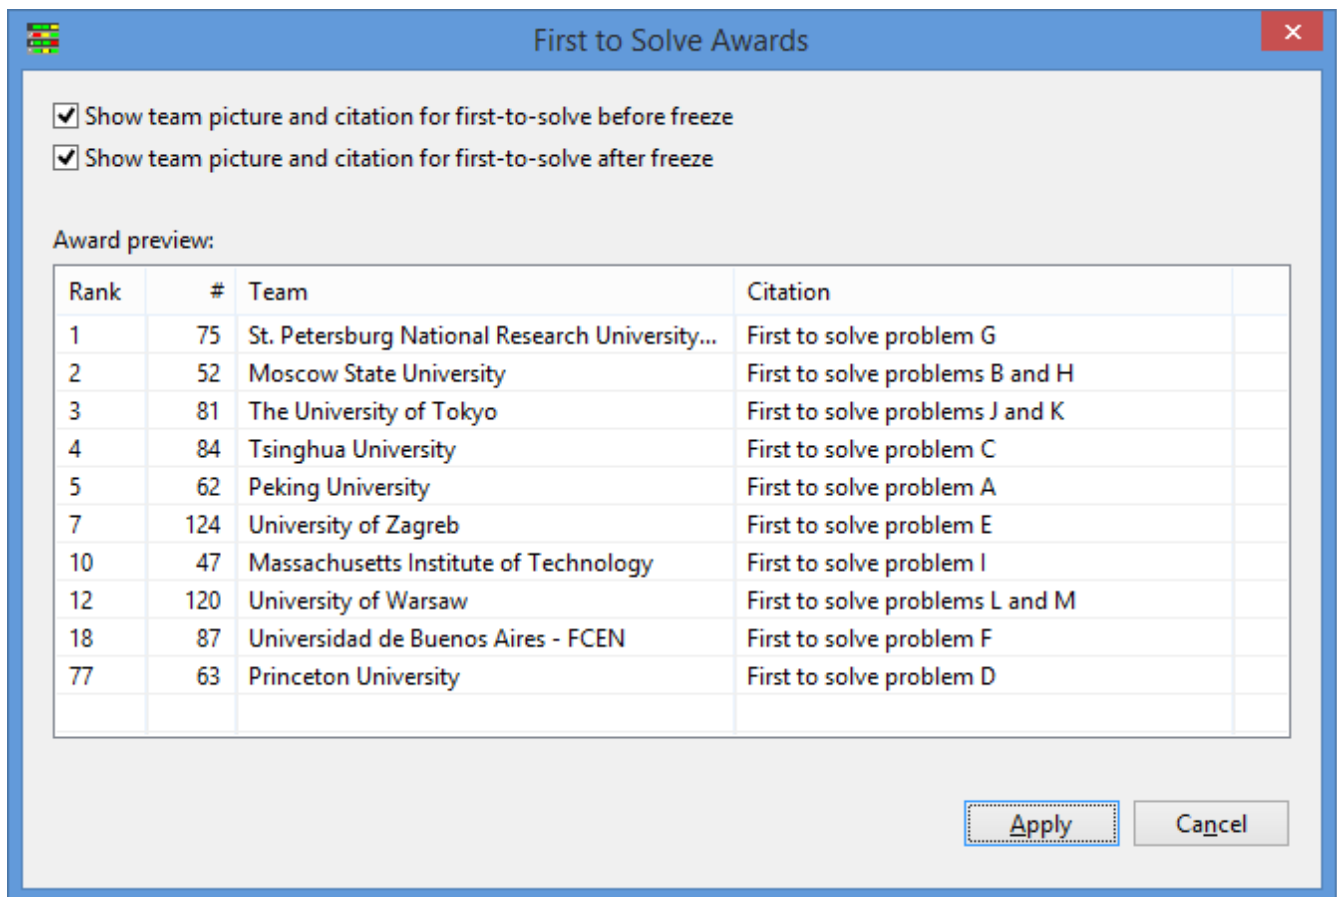 First to Solve Awards
Show team picture and citation for first-to-solve before freeze
Show team picture and citation for first-to-solve after freeze
Award preview:
Rank # Team Citation
1 75 St. Petersburg National Research University... First to solve problem G
2 52 Moscow State University First to solve problems B and H
3 81 The University of Tokyo First to solve problems J and K
4 84 Tsinghua University First to solve problem C
5 62 Peking University First to solve problem A
7 124 University of Zagreb First to solve problem E
10 47 Massachusetts Institute of Technology First to solve problem I
12 120 University of Warsaw First to solve problems L and M
18 87 Universidad de Buenos Aires - FCEN First to solve problem F
77 63 Princeton University First to solve problem D
Apply Cancel